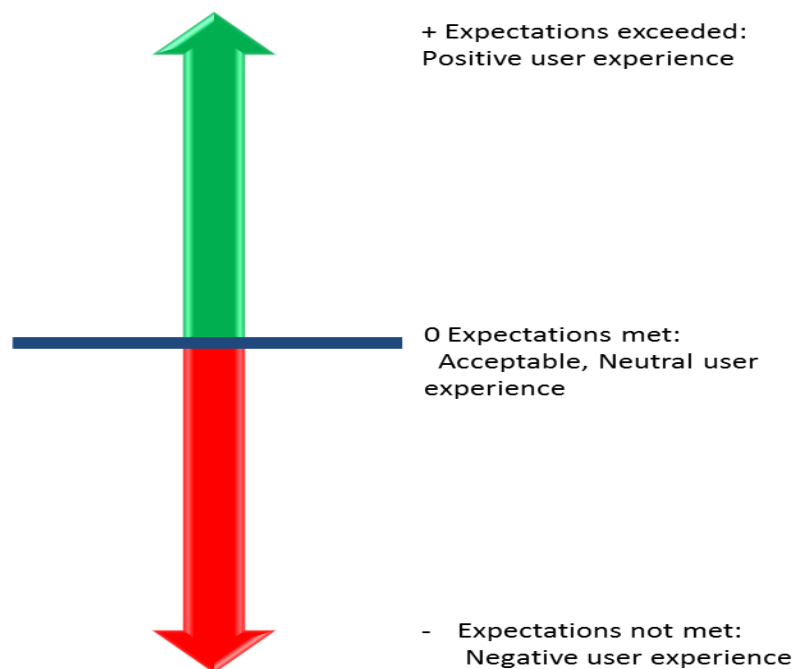 + Expectations exceeded:
Positive user experience
0 Expectations met:
Acceptable, Neutral user
experience
- Expectations not met:
Negative user experience